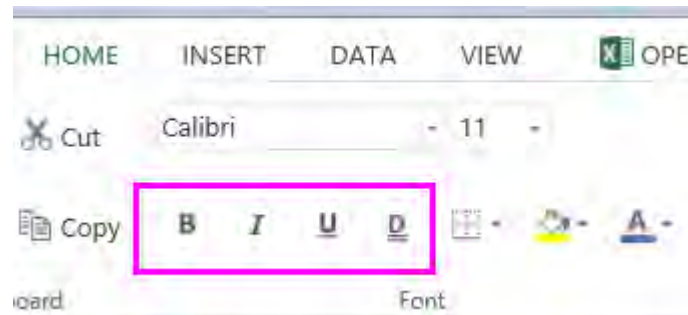 HOME INSERT DATA VIEW OPE
Cut Calibri 11
Copy B I U D A
oard Font